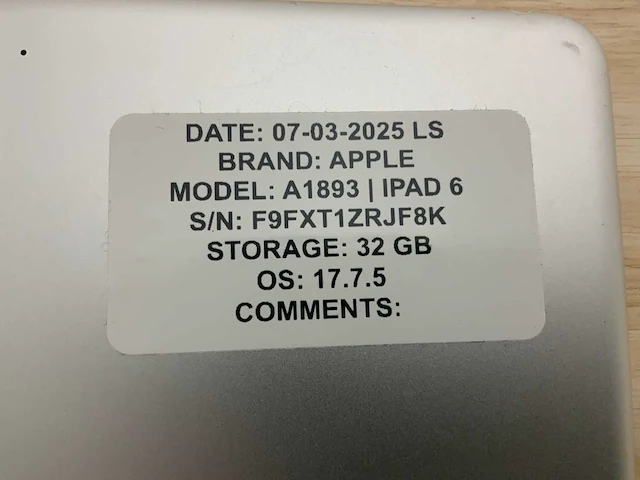 DATE: 07-03-2025 LS
BRAND: APPLE
MODEL: A1893 | IPAD 6
S/N: F9FXT1ZRJF8K
STORAGE: 32 GB
OS: 17.7.5
COMMENTS: